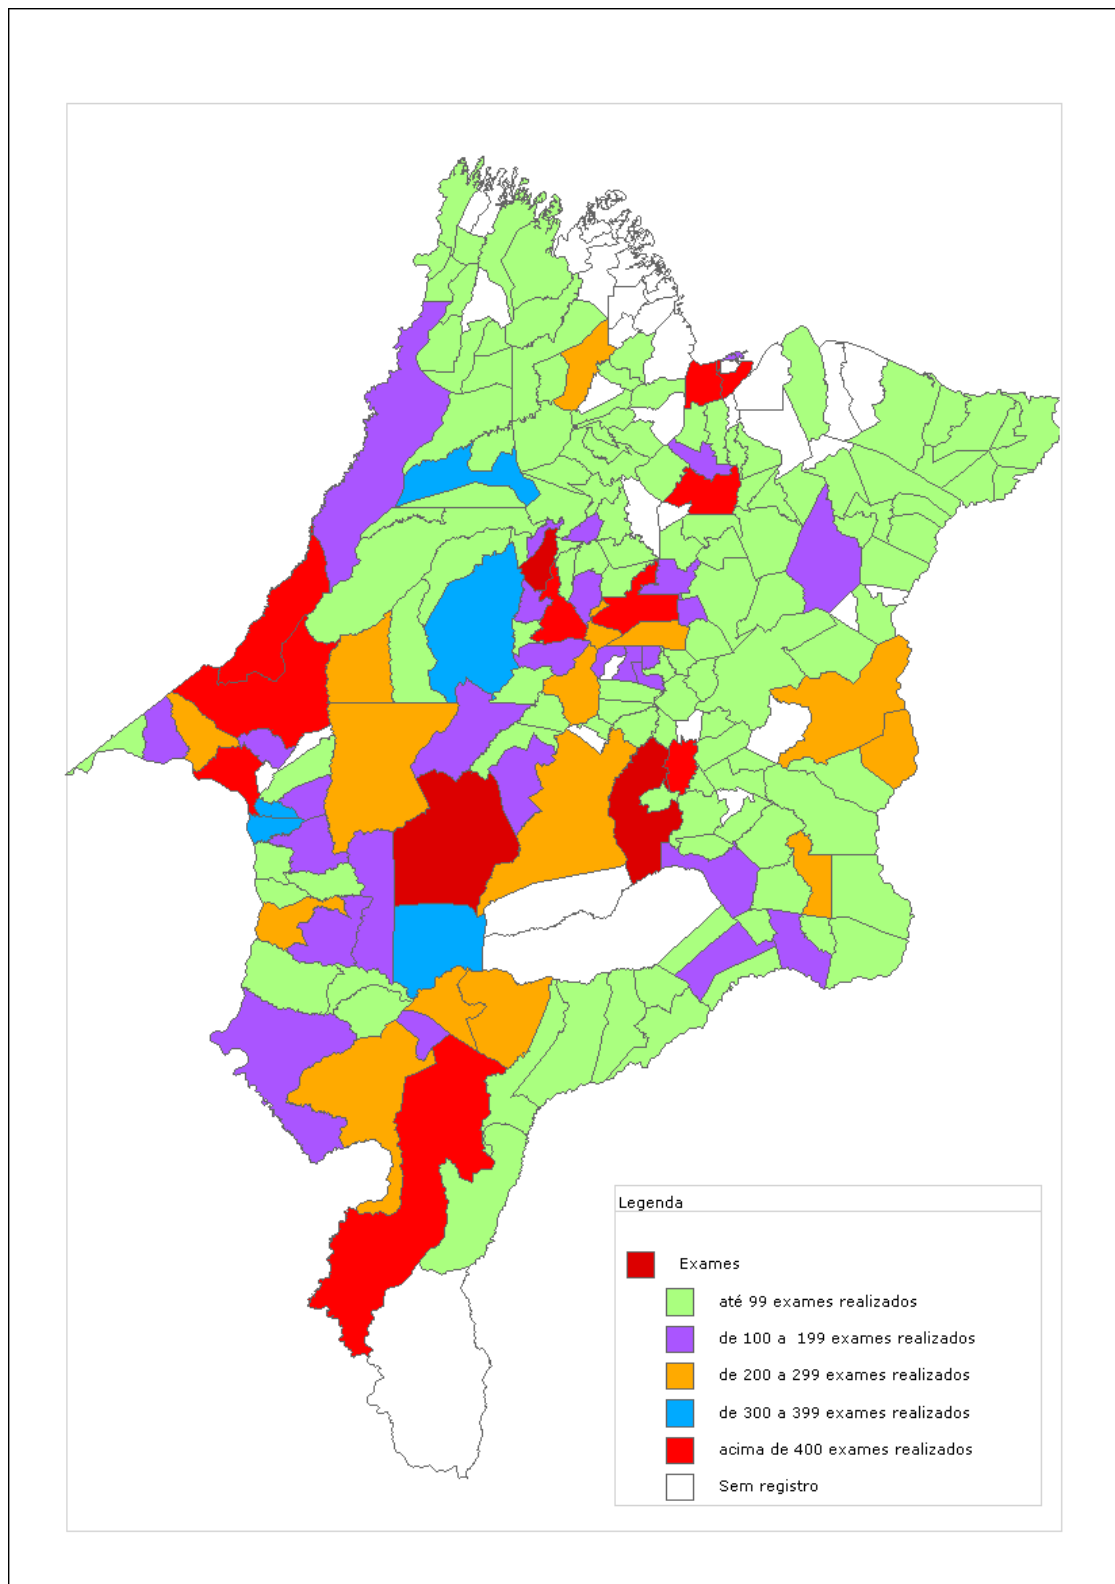 Legenda
Exames
até 99 exames realizados
de 100 a 199 exames realizados
de 200 a 299 exames realizados
de 300 a 399 exames realizados
acima de 400 exames realizados
Sem registro